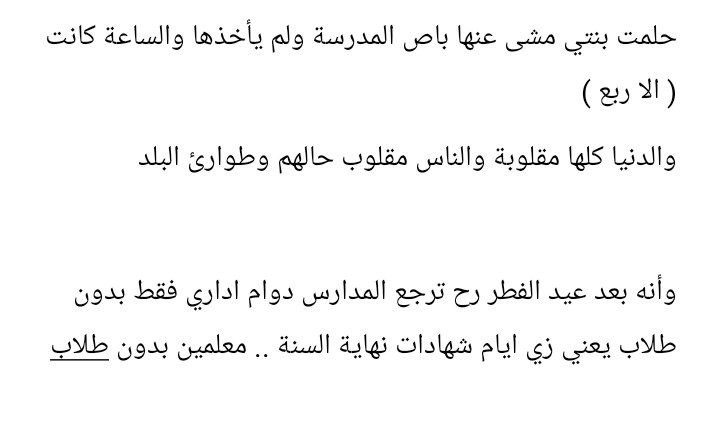 حلمت بنتي مشى عنها باص المدرسة ولم يأخذها والساعة كانت
( الا ربع )
والدنيا كلها مقلوبة والناس مقلوب حالهم وطوارئ البلد
وأنه بعد عيد الفطر رح ترجع المدارس دوام اداري فقط بدون
طلاب يعني زي ايام شهادات نهاية السنة .. معلمين بدون طلاب